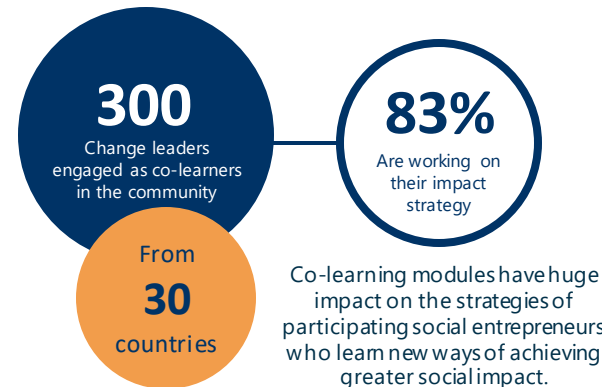 300
Change leaders
engaged as co-learners
in the community
83%
Are working on
their impact
strategy
From
30
countries
Co-learning modules have huge
impact on the strategies of
participating social entrepreneurs
who learn new ways of achieving
greater social impact.